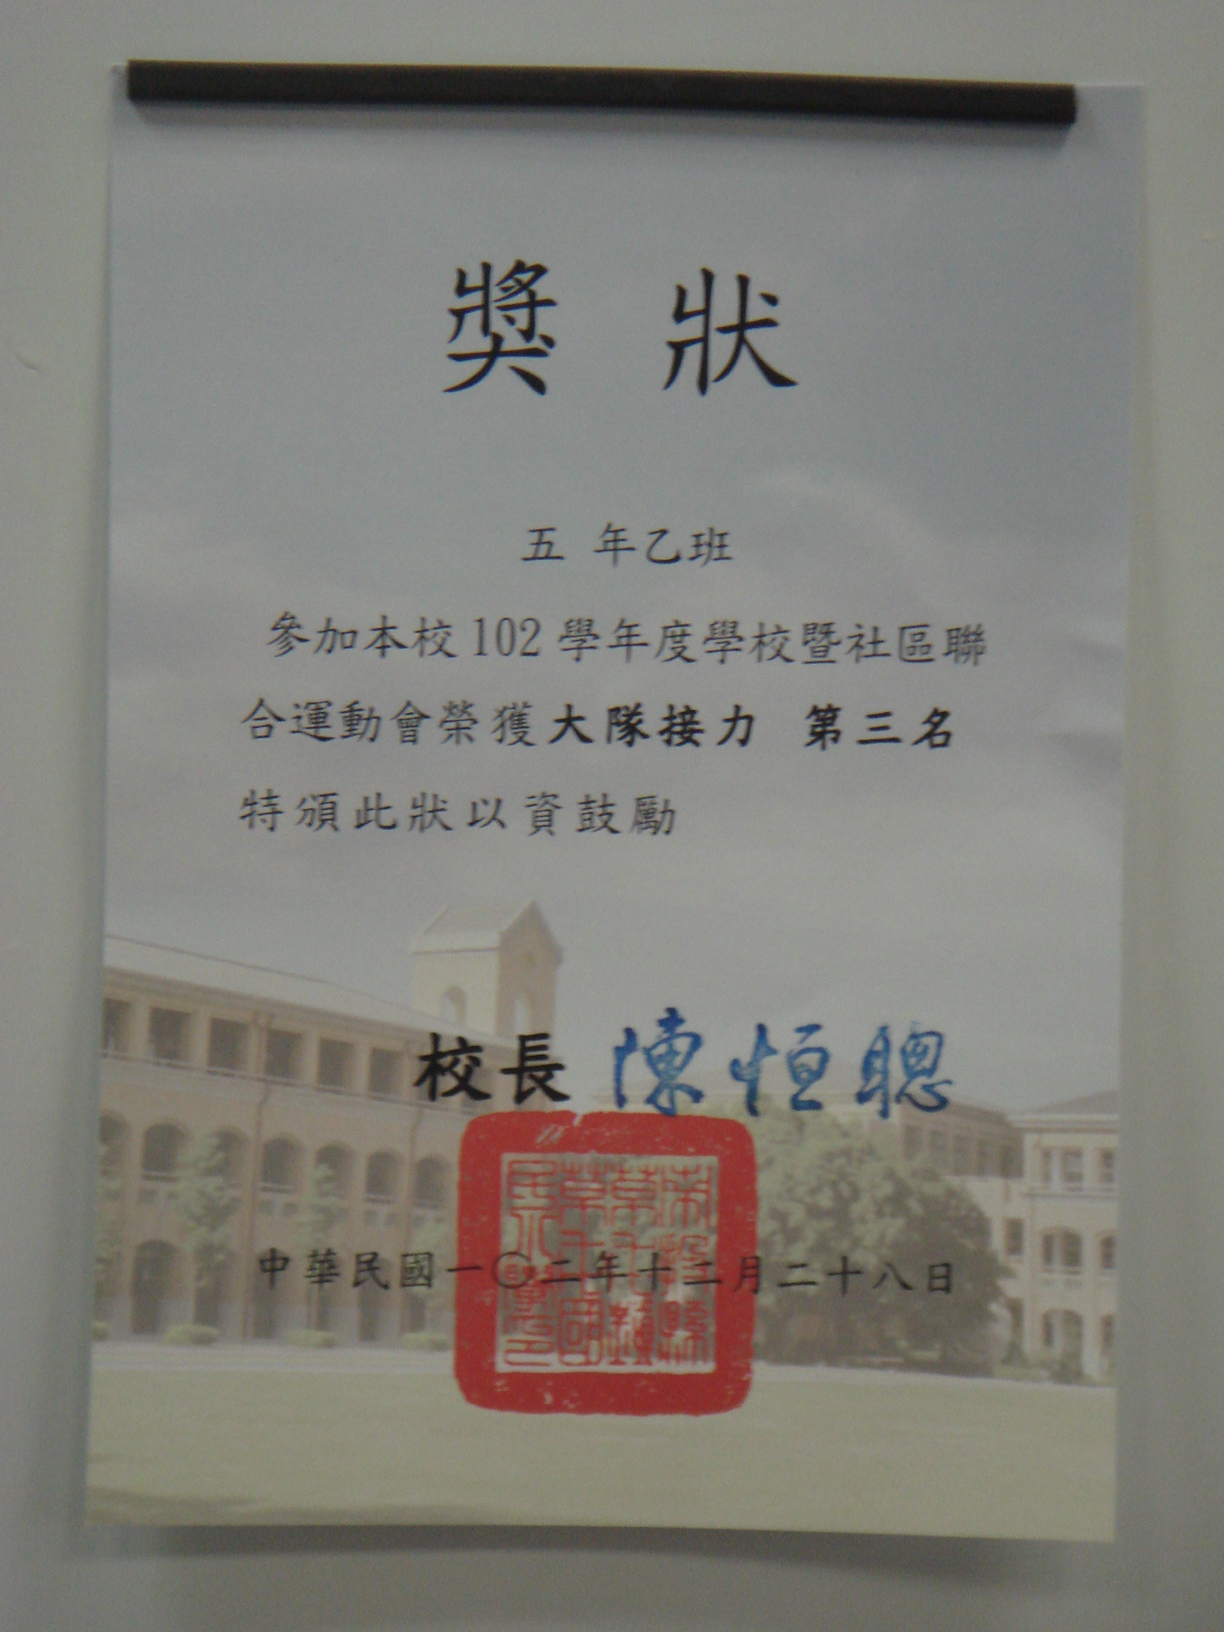 獎 狀
五 年乙班
參加本校102學年度學校暨社區聯
合運動會榮獲大隊接力 第三名
特頒此狀以資鼓勵
校長 陳恒聰
中華民國一〇二年十二月二十八日